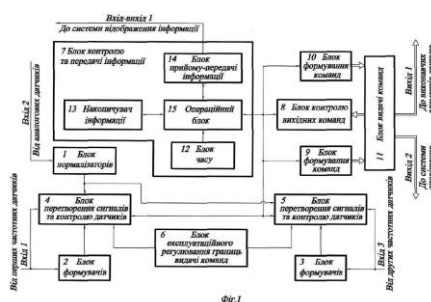 Вхід-вихід 1
До системи відображення інформації
7 Блок контролю
та передачі інформації
14 Блок
прийому-передачі
інформації
13 Накопичувач
інформації
15 Операційний
блок
12 Блок
часу
10 Блок
формування
команд
8 Блок контролю
вихідних команд
9 Блок
формування
команд
11 Блок видачі команд
Вихід 1
До виконавчих
Вихід 2
До системи
Вхід 2
Від аналогових датчиків
1 Блок
нормалізаторів
4 Блок
перетворення сигналів
та контролю датчиків
5 Блок
перетворення сигналів
та контролю датчиків
6 Блок
експлуатаційного
регулювання границь
видачі команд
2 Блок
формувачів
3 Блок
формувачів
Вхід 1
Від перших частотних датчиків
Вхід 3
Від других частотних датчиків
Фіг.1